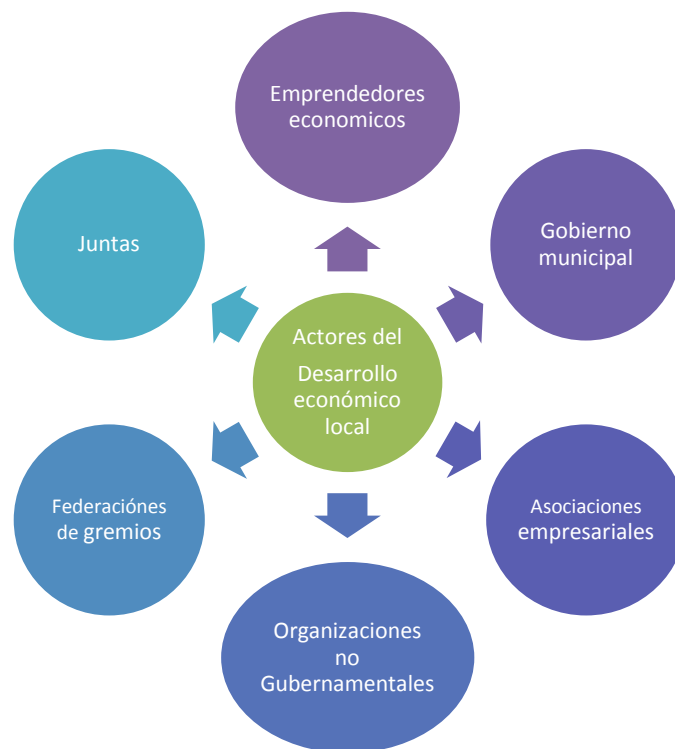 Emprendedores
economicos
Gobierno
municipal
Asociaciones
empresariales
Organizaciones
no
Gubernamentales
Federaciónes
de gremios
Juntas
Actores del
Desarrollo
económico
local